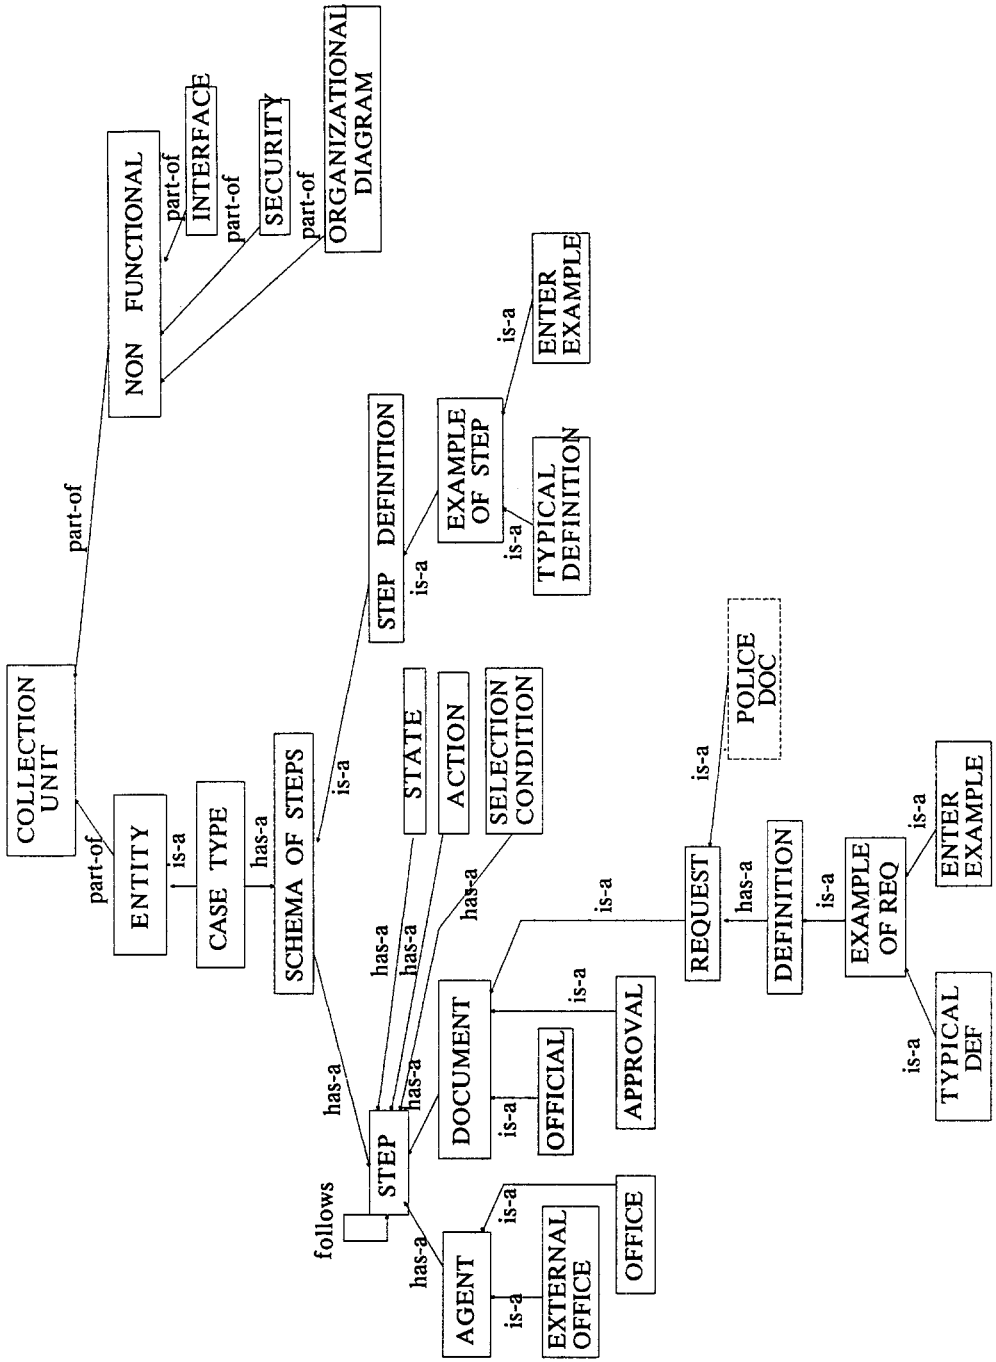 COLLECTION
UNIT
part-of
part-of
ENTITY
NON FUNCTIONAL
is-a
part-of
INTERFACE
part-of
SECURITY
part-of
ORGANIZATIONAL
DIAGRAM
CASE TYPE
has-a
SCHEMA OF STEPS
is-a
STEP DEFINITION
is-a
EXAMPLE
OF STEP
is-a
is-a
TYPICAL
DEFINITION
ENTER
EXAMPLE
has-a
follows
STEP
has-a
has-a
has-a
has-a
STATE
ACTION
SELECTION
CONDITION
has-a
AGENT
is-a
is-a
EXTERNAL
OFFICE
OFFICE
DOCUMENT
is-a
is-a
is-a
OFFICIAL
APPROVAL
REQUEST
is-a
POLICE
DOC
has-a
DEFINITION
is-a
EXAMPLE
OF REQ
is-a
is-a
TYPICAL
DEF
ENTER
EXAMPLE